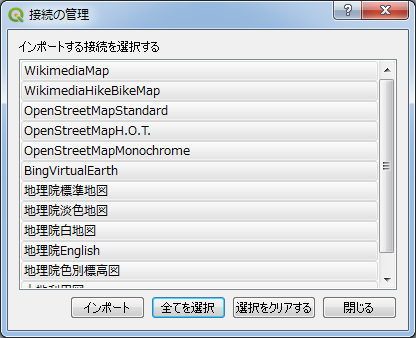 接続の管理
インポートする接続を選択する
WikimediaMap
WikimediaHikeBikeMap
OpenStreetMapStandard
OpenStreetMapH.O.T.
OpenStreetMapMonochrome
BingVirtualEarth
地理院標準地図
地理院淡色地図
地理院白地図
地理院English
地理院色別標高図
インポート 全てを選択 選択をクリアする 閉じる